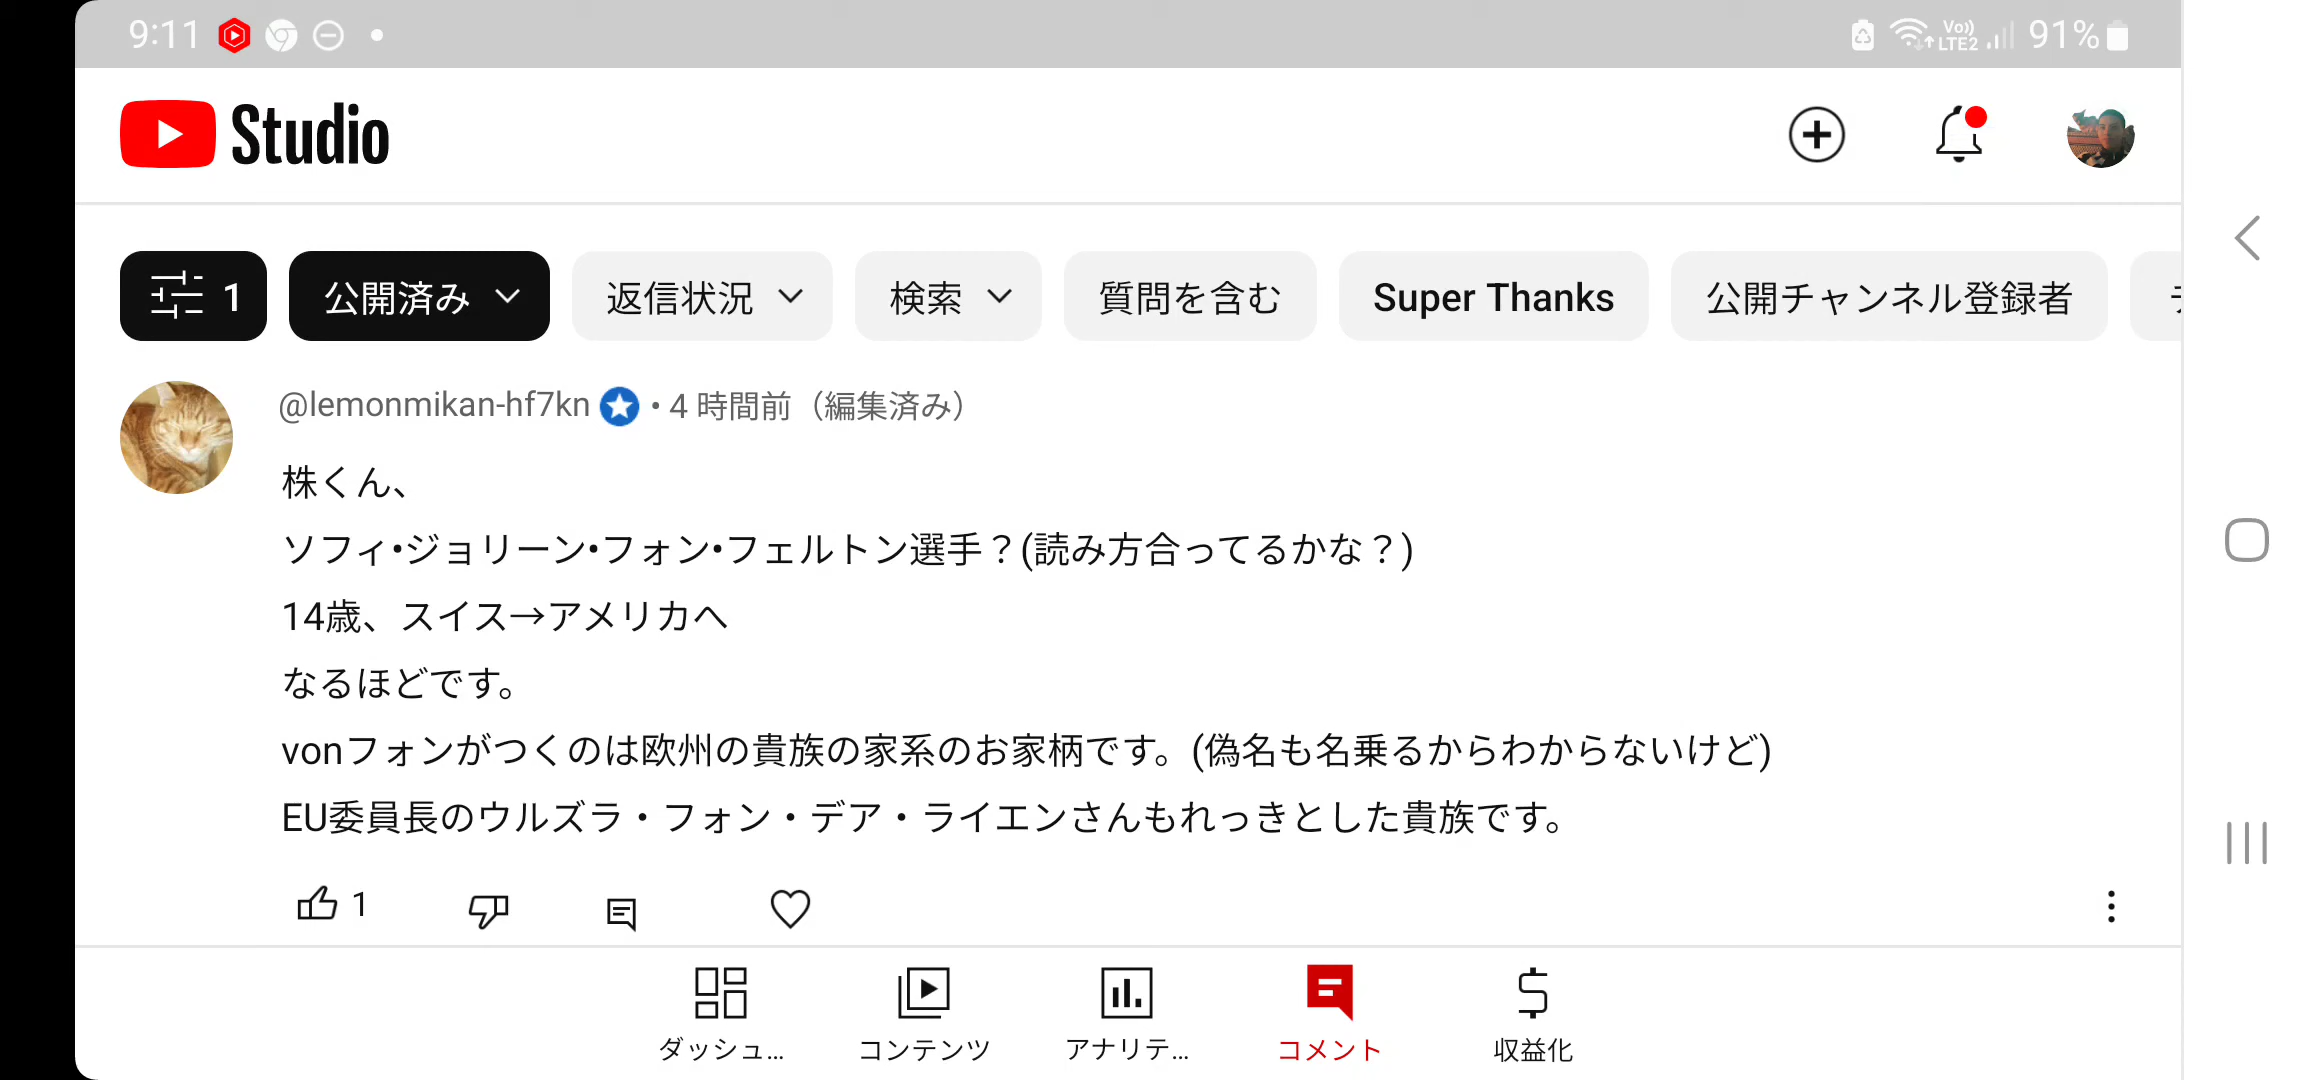 9:11
Vo)) LTE2 91%
Studio
1 公開済み 返信状況 検索 質問を含む Super Thanks 公開チャンネル登録者
@lemonmikan-hf7kn • 4 時間前（編集済み）
株くん、
ソフィ•ジョリーン•フォン•フェルトン選手？(読み方合ってるかな？)
14歳、スイス→アメリカへ
なるほどです。
vonフォンがつくのは欧州の貴族の家系のお家柄です。(偽名も名乗るからわからないけど)
EU委員長のウルズラ・フォン・デア・ライエンさんもれっきとした貴族です。
1
ダッシュ... コンテンツ アナリテ... コメント 収益化